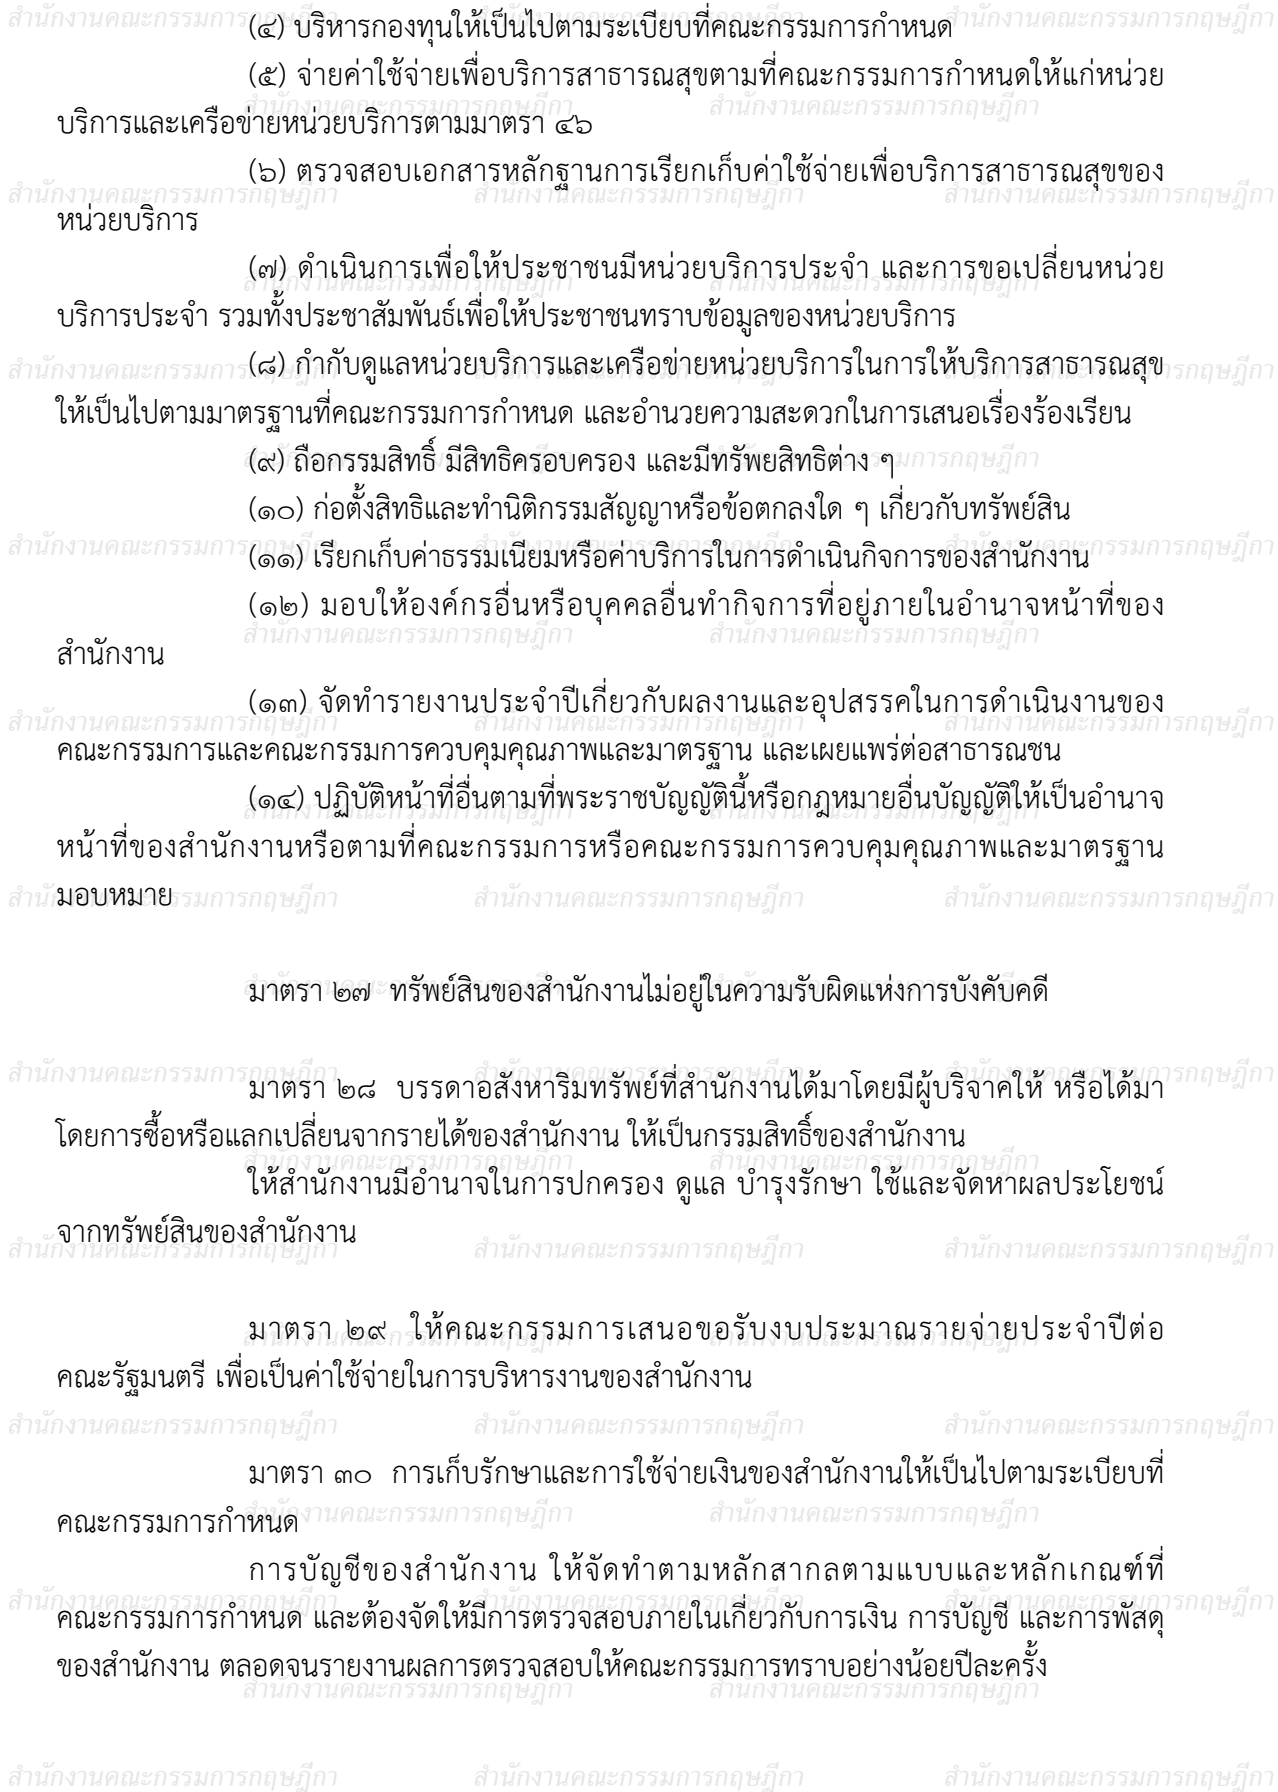 (๔) บริหารกองทุนให้เป็นไปตามระเบียบที่คณะกรรมการกำหนด
(๕) จ่ายค่าใช้จ่ายเพื่อบริการสาธารณสุขตามที่คณะกรรมการกำหนดให้แก่หน่วย
บริการและเครือข่ายหน่วยบริการตามมาตรา ๔๖
(๖) ตรวจสอบเอกสารหลักฐานการเรียกเก็บค่าใช้จ่ายเพื่อบริการสาธารณสุขของ
หน่วยบริการ
(๗) ดำเนินการเพื่อให้ประชาชนมีหน่วยบริการประจำ และการขอเปลี่ยนหน่วย
บริการประจำ รวมทั้งประชาสัมพันธ์เพื่อให้ประชาชนทราบข้อมูลของหน่วยบริการ
(๘) กำกับดูแลหน่วยบริการและเครือข่ายหน่วยบริการในการให้บริการสาธารณสุข
ให้เป็นไปตามมาตรฐานที่คณะกรรมการกำหนด และอำนวยความสะดวกในการเสนอเรื่องร้องเรียน
(๙) ถือกรรมสิทธิ์ มีสิทธิครอบครอง และมีทรัพยสิทธิต่าง ๆ
(๑๐) ก่อตั้งสิทธิและทำนิติกรรมสัญญาหรือข้อตกลงใด ๆ เกี่ยวกับทรัพย์สิน
(๑๑) เรียกเก็บค่าธรรมเนียมหรือค่าบริการในการดำเนินกิจการของสำนักงาน
(๑๒) มอบให้องค์กรอื่นหรือบุคคลอื่นทำกิจการที่อยู่ภายในอำนาจหน้าที่ของ
สำนักงาน
(๑๓) จัดทำรายงานประจำปีเกี่ยวกับผลงานและอุปสรรคในการดำเนินงานของ
คณะกรรมการและคณะกรรมการควบคุมคุณภาพและมาตรฐาน และเผยแพร่ต่อสาธารณชน
(๑๔) ปฏิบัติหน้าที่อื่นตามที่พระราชบัญญัตินี้หรือกฎหมายอื่นบัญญัติให้เป็นอำนาจ
หน้าที่ของสำนักงานหรือตามที่คณะกรรมการหรือคณะกรรมการควบคุมคุณภาพและมาตรฐาน
มอบหมาย
มาตรา ๒๗ ทรัพย์สินของสำนักงานไม่อยู่ในความรับผิดแห่งการบังคับคดี
มาตรา ๒๘ บรรดาอสังหาริมทรัพย์ที่สำนักงานได้มาโดยมีผู้บริจาคให้ หรือได้มา
โดยการซื้อหรือแลกเปลี่ยนจากรายได้ของสำนักงาน ให้เป็นกรรมสิทธิ์ของสำนักงาน
ให้สำนักงานมีอำนาจในการปกครอง ดูแล บำรุงรักษา ใช้และจัดหาผลประโยชน์
จากทรัพย์สินของสำนักงาน
มาตรา ๒๙ ให้คณะกรรมการเสนอขอรับงบประมาณรายจ่ายประจำปีต่อ
คณะรัฐมนตรี เพื่อเป็นค่าใช้จ่ายในการบริหารงานของสำนักงาน
มาตรา ๓๐ การเก็บรักษาและการใช้จ่ายเงินของสำนักงานให้เป็นไปตามระเบียบที่
คณะกรรมการกำหนด
การบัญชีของสำนักงาน ให้จัดทำตามหลักสากลตามแบบและหลักเกณฑ์ที่
คณะกรรมการกำหนด และต้องจัดให้มีการตรวจสอบภายในเกี่ยวกับการเงิน การบัญชี และการพัสดุ
ของสำนักงาน ตลอดจนรายงานผลการตรวจสอบให้คณะกรรมการทราบอย่างน้อยปีละครั้ง
สำนักงานคณะกรรมการกฤษฎีกา สำนักงานคณะกรรมการกฤษฎีกา สำนักงานคณะกรรมการกฤษฎีกา